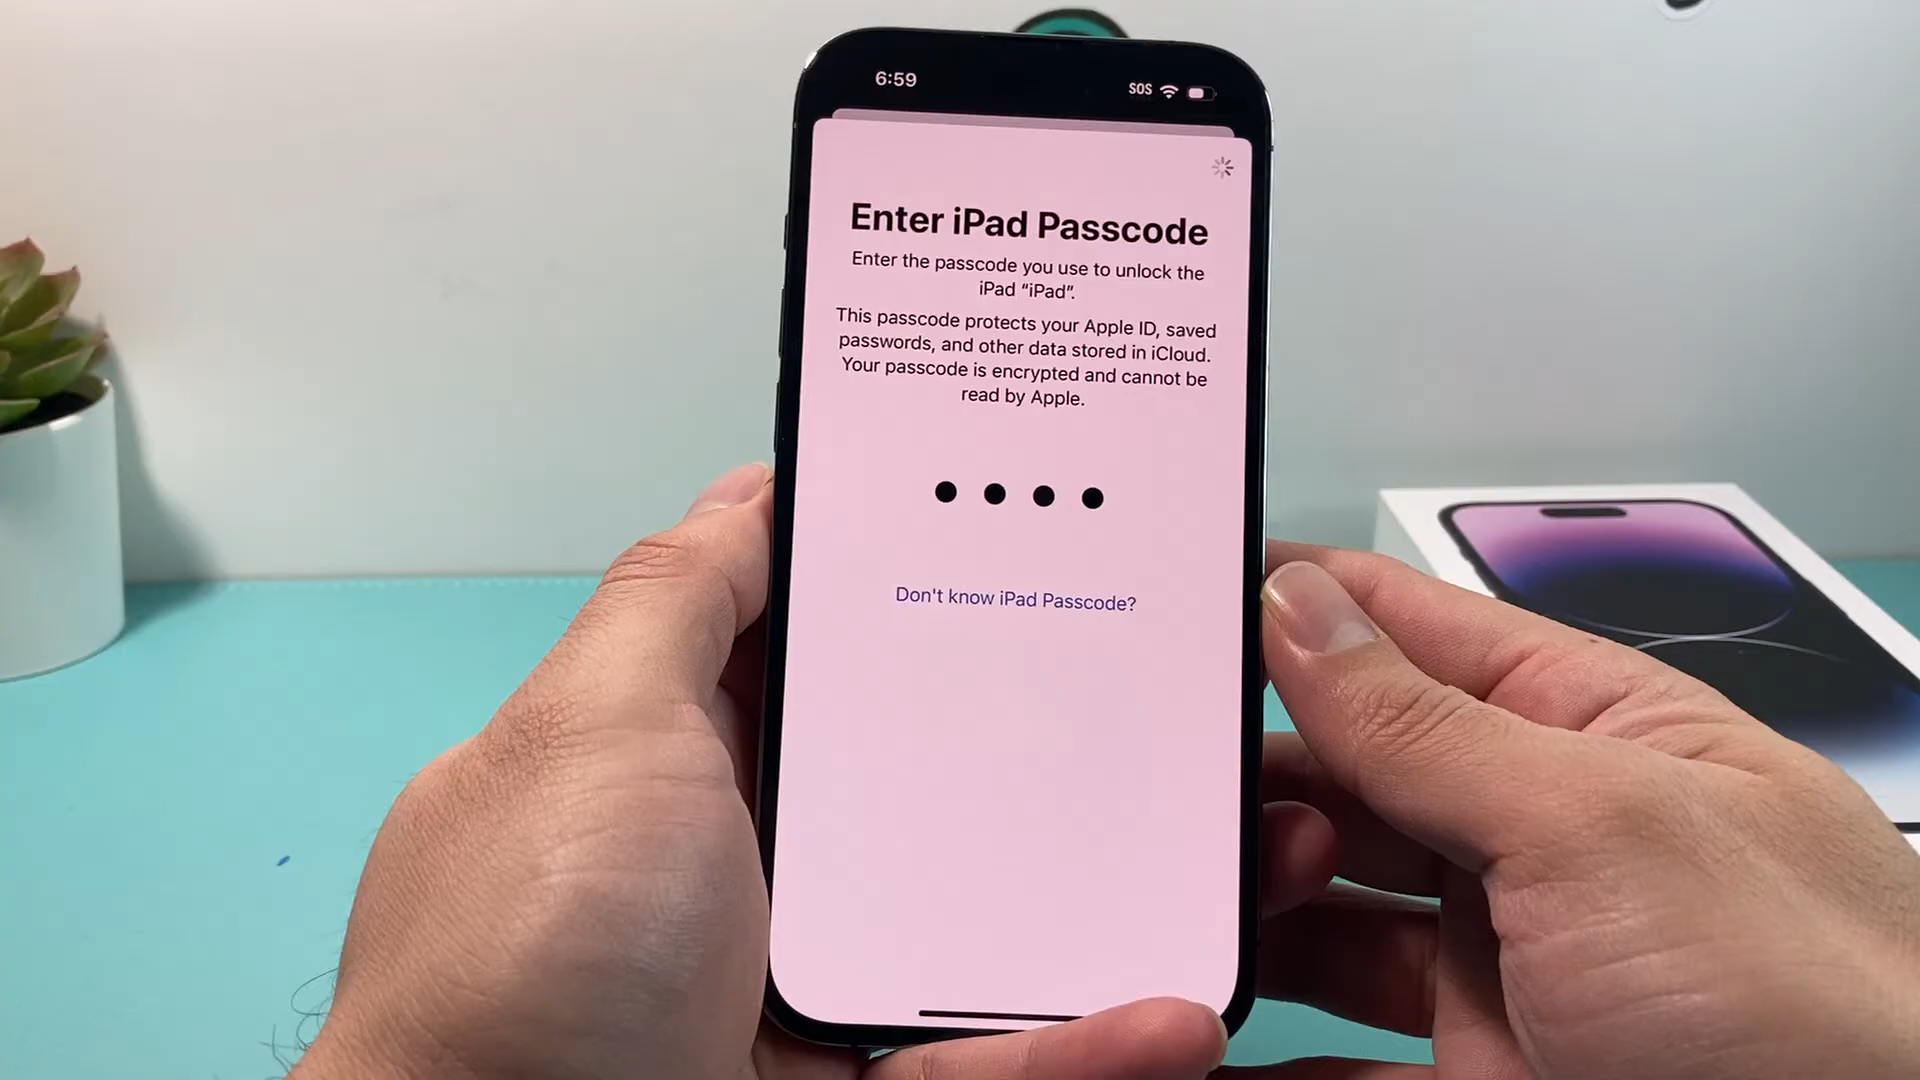 6:59
SOS
Enter iPad Passcode
Enter the passcode you use to unlock the
iPad “iPad”.
This passcode protects your Apple ID, saved
passwords, and other data stored in iCloud.
Your passcode is encrypted and cannot be
read by Apple.
Don't know iPad Passcode?